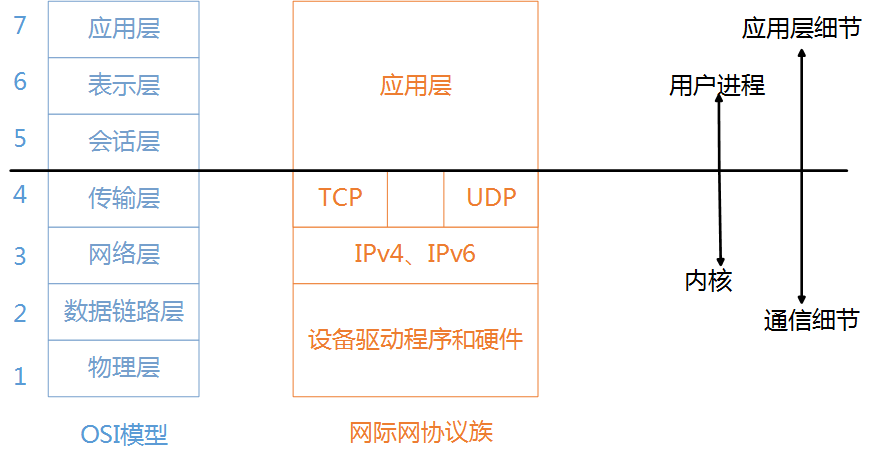 7
应用层
应用层细节
6
表示层
应用层
用户进程
5
会话层
4
传输层
TCP
UDP
3
网络层
IPv4、IPv6
内核
2
数据链路层
通信细节
设备驱动程序和硬件
1
物理层
OSI模型
网际网协议族